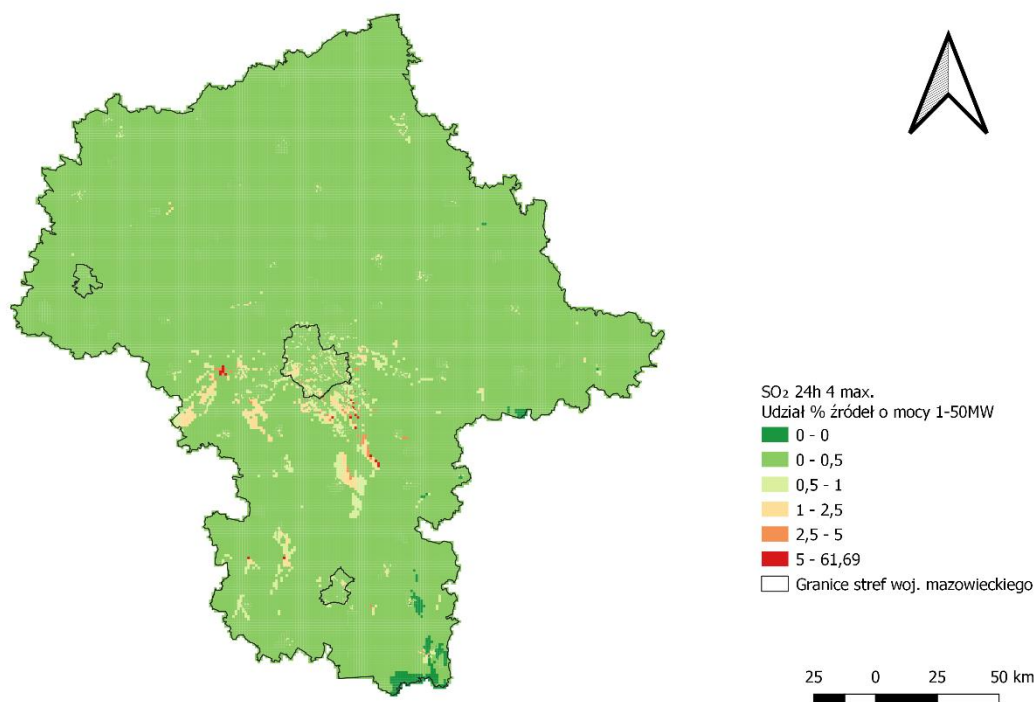 SO₂ 24h 4 max.
Udział % źródeł o mocy 1-50MW
0 - 0
0 - 0,5
0,5 - 1
1 - 2,5
2,5 - 5
5 - 61,69
Granice stref woj. mazowieckiego
25 0 25 50 km